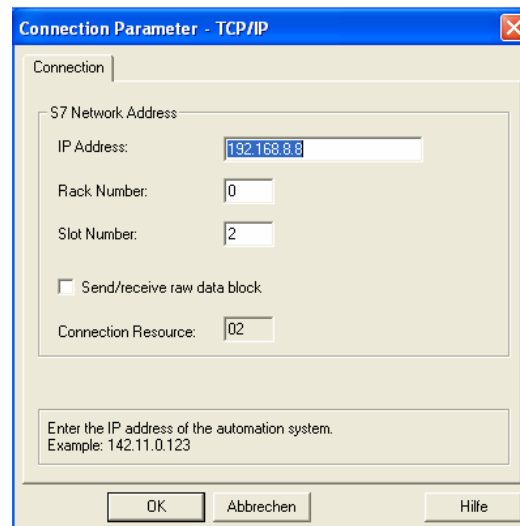 Connection Parameter - TCP/IP
Connection
S7 Network Address
IP Address: 192.168.8.8
Rack Number: 0
Slot Number: 2
Send/receive raw data block
Connection Resource: 02
Enter the IP address of the automation system.
Example: 142.11.0.123
OK Abbrechen Hilfe